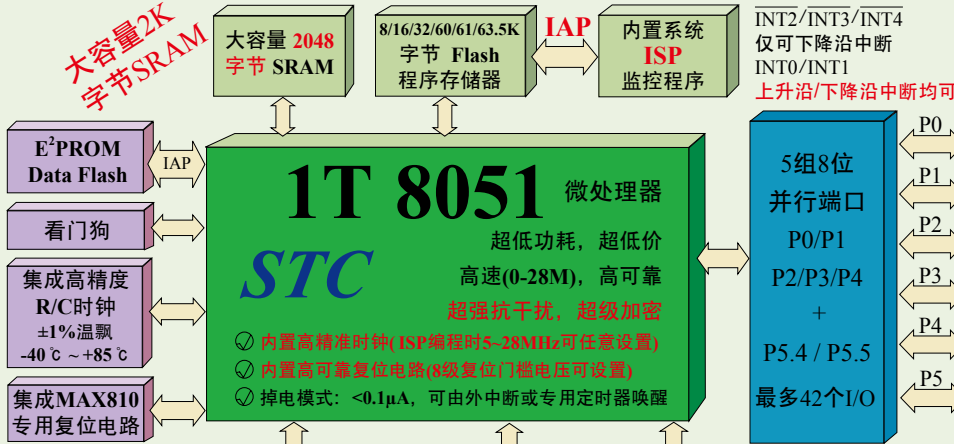 大容量2K
字节SRAM
大容量 2048
字节 SRAM
8/16/32/60/61/63.5K
字节 Flash
程序存储器
IAP
内置系统
ISP
监控程序
INT2/INT3/INT4
仅可下降沿中断
INT0/INT1
上升沿/下降沿中断均可
E²PROM
Data Flash
IAP
看门狗
集成高精度
R/C时钟
±1%温飘
-40℃～+85℃
集成MAX810
专用复位电路
1T 8051 微处理器
STC
超低功耗，超低价
高速(0-28M)，高可靠
超强抗干扰，超级加密
内置高精准时钟(ISP编程时5~28MHz可任意设置)
内置高可靠复位电路(8级复位门槛电压可设置)
掉电模式：<0.1μA，可由外中断或专用定时器唤醒
5组8位
并行端口
P0/P1
P2/P3/P4
+
P5.4 / P5.5
最多42个I/O
P0
P1
P2
P3
P4
P5